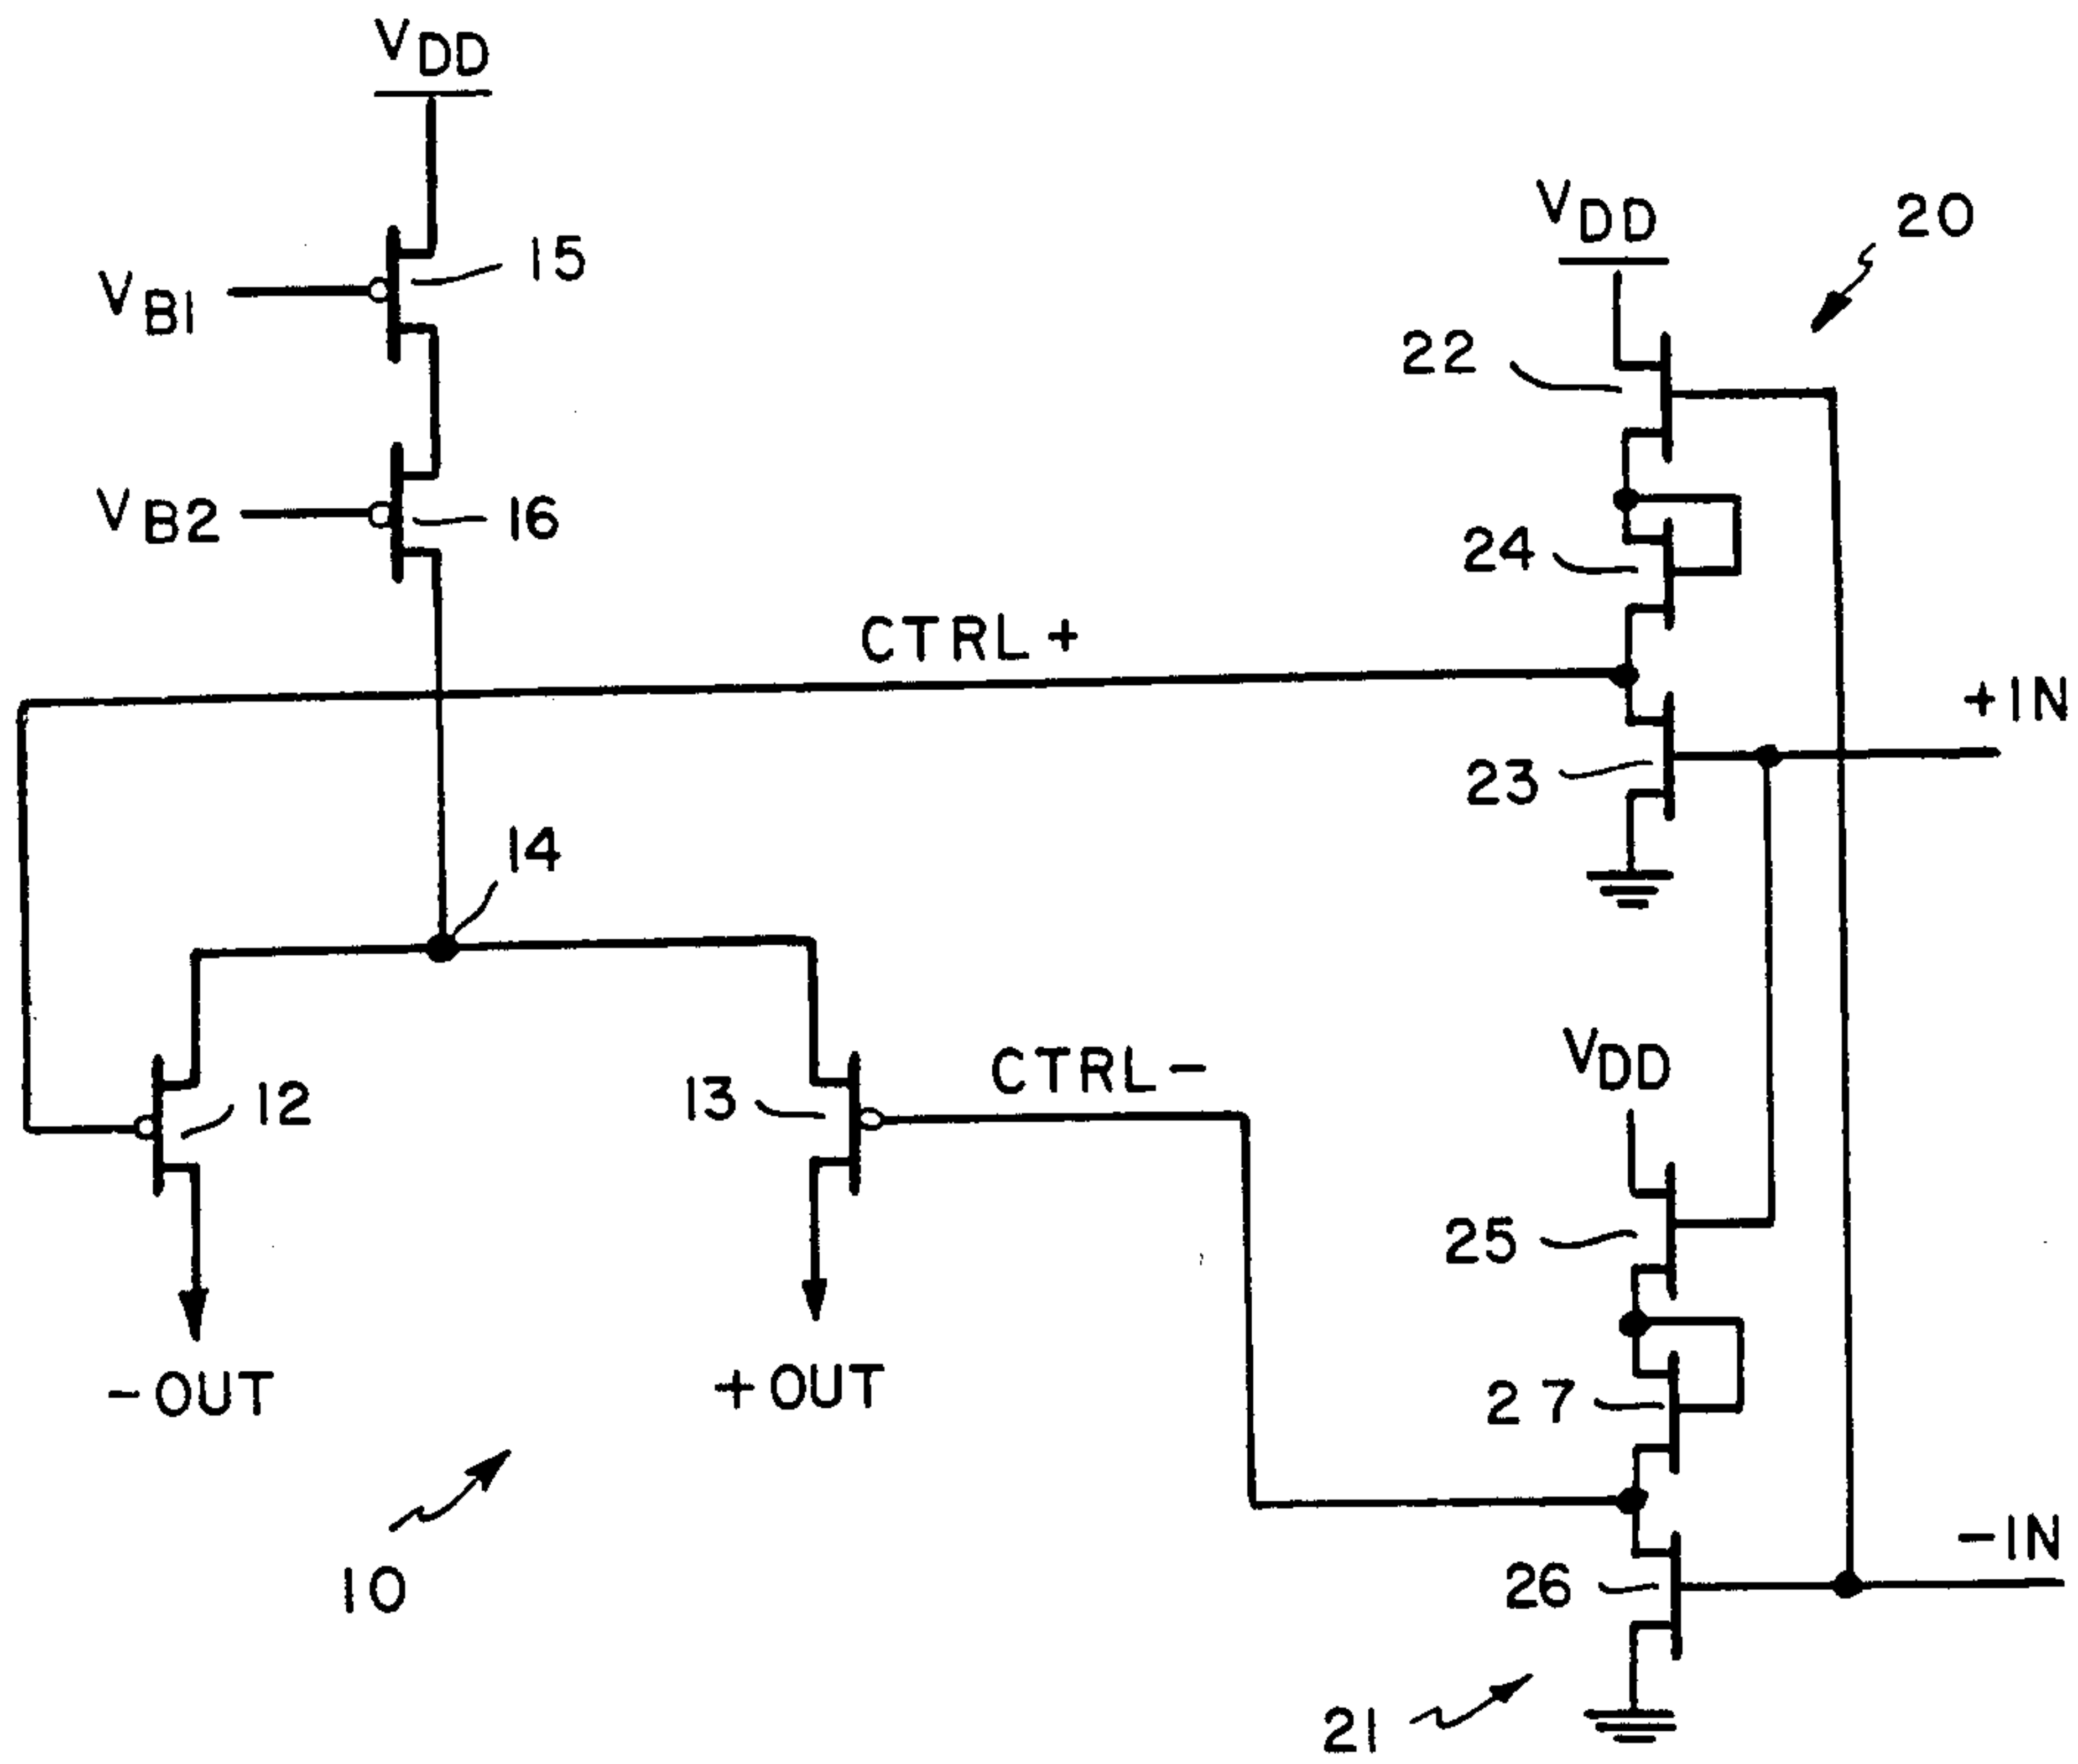 VDD
VDD
20
15
VB1
22
VB2
16
24
CTRL+
+IN
23
14
VDD
CTRL-
13
12
25
-OUT
+OUT
27
-IN
10
26
21